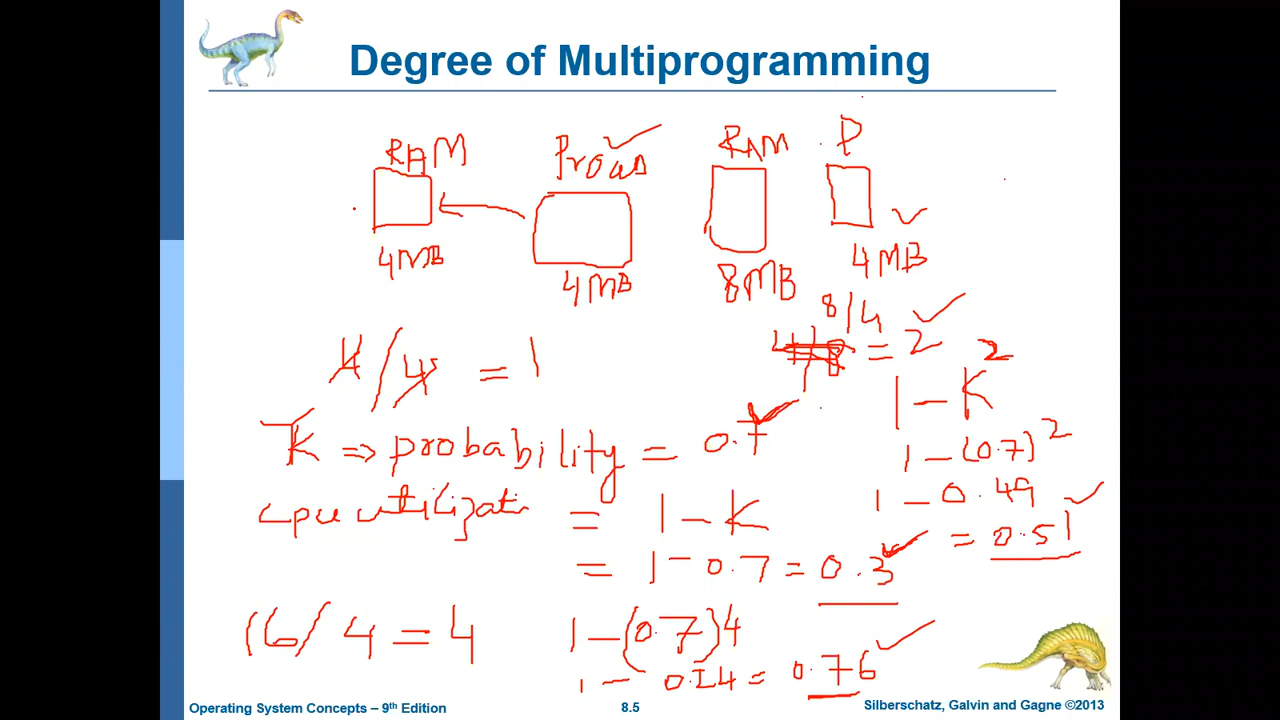 Degree of Multiprogramming
RAM Process RAM P
4MB 4MB 8MB 4MB
8/4 = 2
4/4 = 1
1 - K²
K ⇒ probability = 0.7
1 - (0.7)²
cpu utilizati = 1 - K
1 - 0.49
= 0.51
= 1 - 0.7 = 0.3
16/4 = 4
1 - (0.7)4
1 - 0.24 = 0.76
Operating System Concepts – 9th Edition
8.5
Silberschatz, Galvin and Gagne ©2013